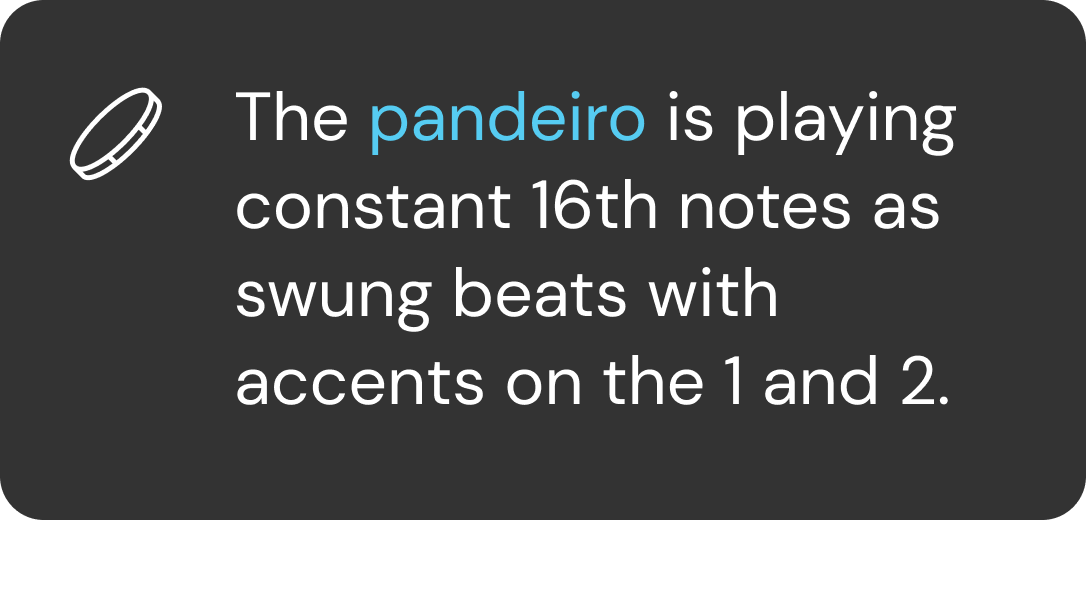 The pandeiro is playing
constant 16th notes as
swung beats with
accents on the 1 and 2.